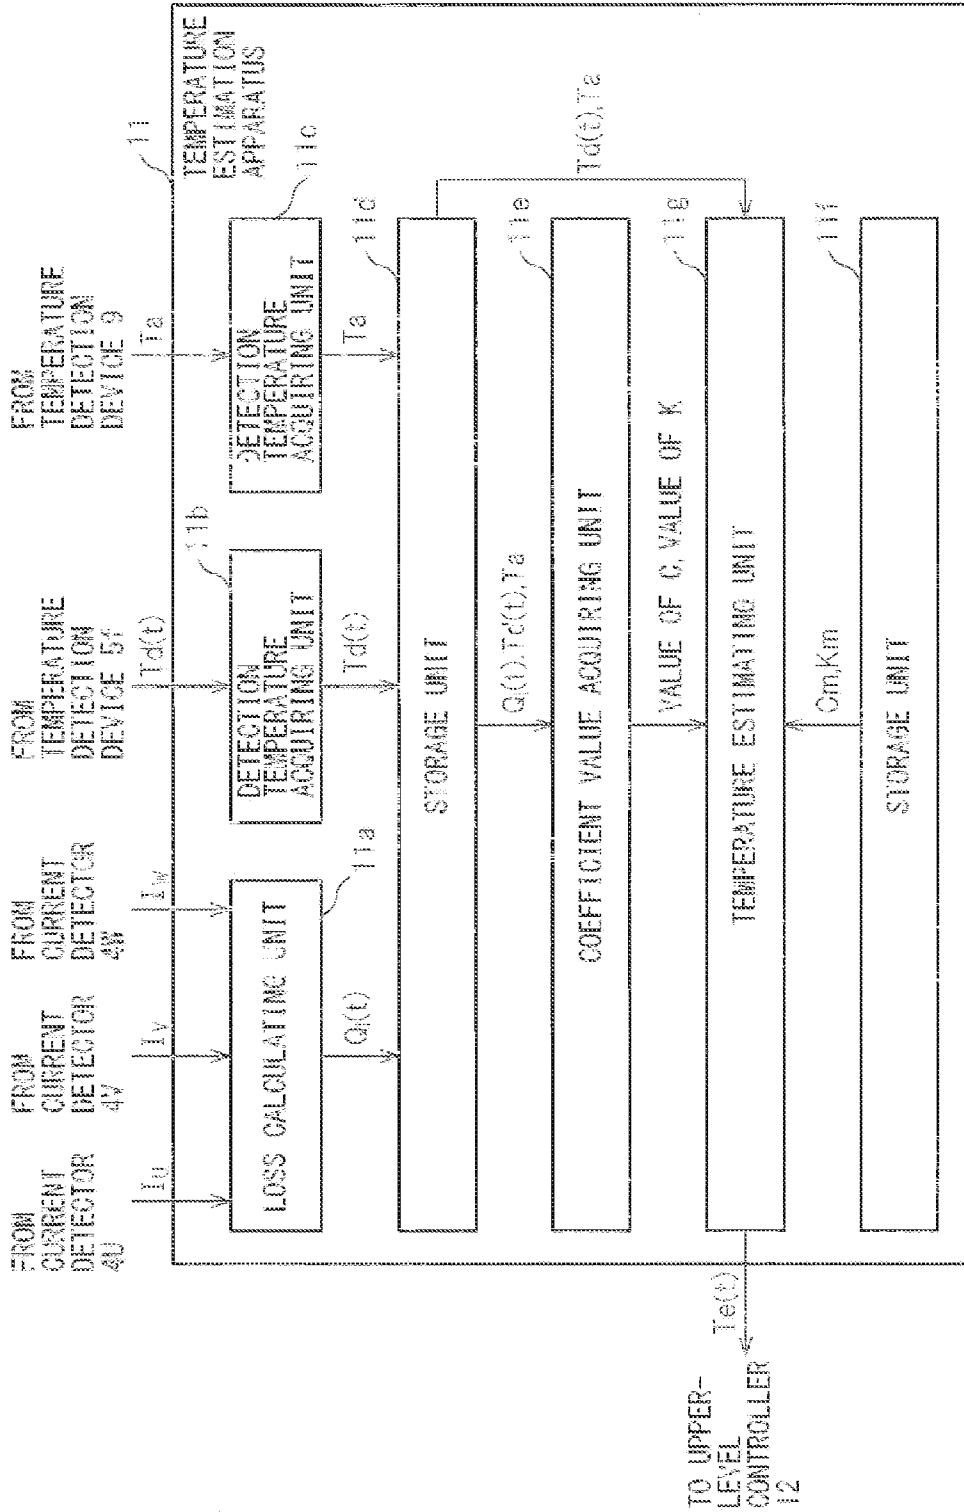 FROM
CURRENT
DETECTOR
4U
FROM
CURRENT
DETECTOR
4V
FROM
CURRENT
DETECTOR
4W
FROM
TEMPERATURE
DETECTION
DEVICE 5f
FROM
TEMPERATURE
DETECTION
DEVICE 9
IU
IV
IW
Td(t)
Ta
11
TEMPERATURE
ESTIMATION
APPARATUS
LOSS CALCULATING UNIT
11a
DETECTION
TEMPERATURE
ACQUIRING UNIT
11b
DETECTION
TEMPERATURE
ACQUIRING UNIT
11c
Q(t)
Td(t)
Ta
STORAGE UNIT
11d
Q(t),Td(t),Ta
Td(t),Ta
COEFFICIENT VALUE ACQUIRING UNIT
11e
VALUE OF C,VALUE OF K
TEMPERATURE ESTIMATING UNIT
11g
Cm,Km
STORAGE UNIT
11f
Te(t)
TO UPPER-
LEVEL
CONTROLLER
12